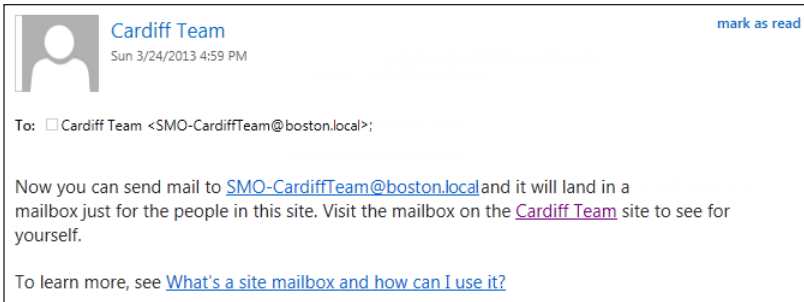 Cardiff Team
mark as read
Sun 3/24/2013 4:59 PM
To: Cardiff Team <SMO-CardiffTeam@boston.local>;
Now you can send mail to SMO-CardiffTeam@boston.local and it will land in a
mailbox just for the people in this site. Visit the mailbox on the Cardiff Team site to see for
yourself.
To learn more, see What's a site mailbox and how can I use it?